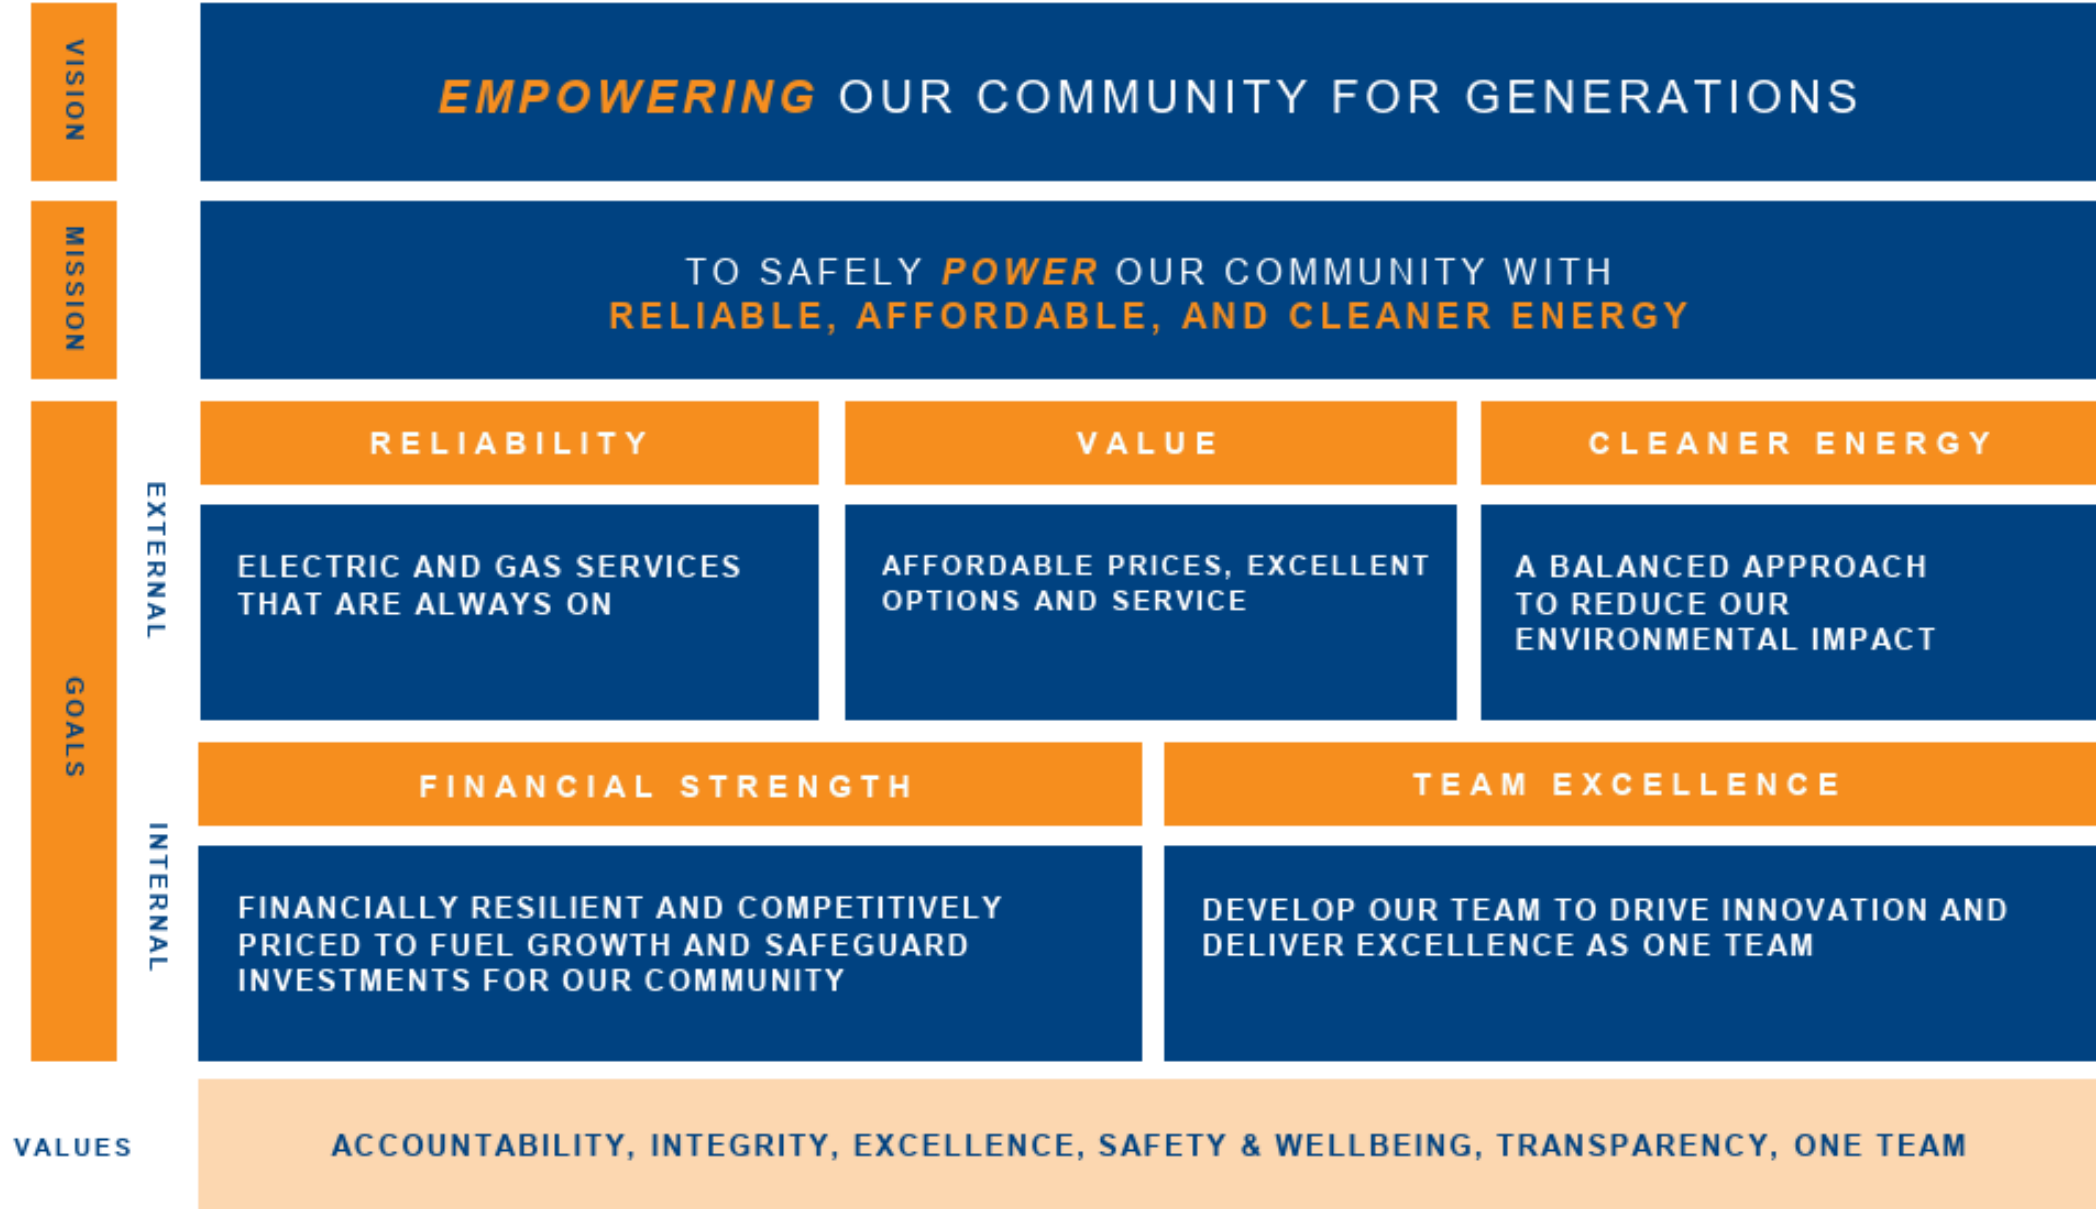 VISION
EMPOWERING OUR COMMUNITY FOR GENERATIONS
MISSION
TO SAFELY POWER OUR COMMUNITY WITH
RELIABLE, AFFORDABLE, AND CLEANER ENERGY
GOALS
EXTERNAL
RELIABILITY
ELECTRIC AND GAS SERVICES
THAT ARE ALWAYS ON
VALUE
AFFORDABLE PRICES, EXCELLENT
OPTIONS AND SERVICE
CLEANER ENERGY
A BALANCED APPROACH
TO REDUCE OUR
ENVIRONMENTAL IMPACT
INTERNAL
FINANCIAL STRENGTH
FINANCIALLY RESILIENT AND COMPETITIVELY
PRICED TO FUEL GROWTH AND SAFEGUARD
INVESTMENTS FOR OUR COMMUNITY
TEAM EXCELLENCE
DEVELOP OUR TEAM TO DRIVE INNOVATION AND
DELIVER EXCELLENCE AS ONE TEAM
VALUES
ACCOUNTABILITY, INTEGRITY, EXCELLENCE, SAFETY & WELLBEING, TRANSPARENCY, ONE TEAM